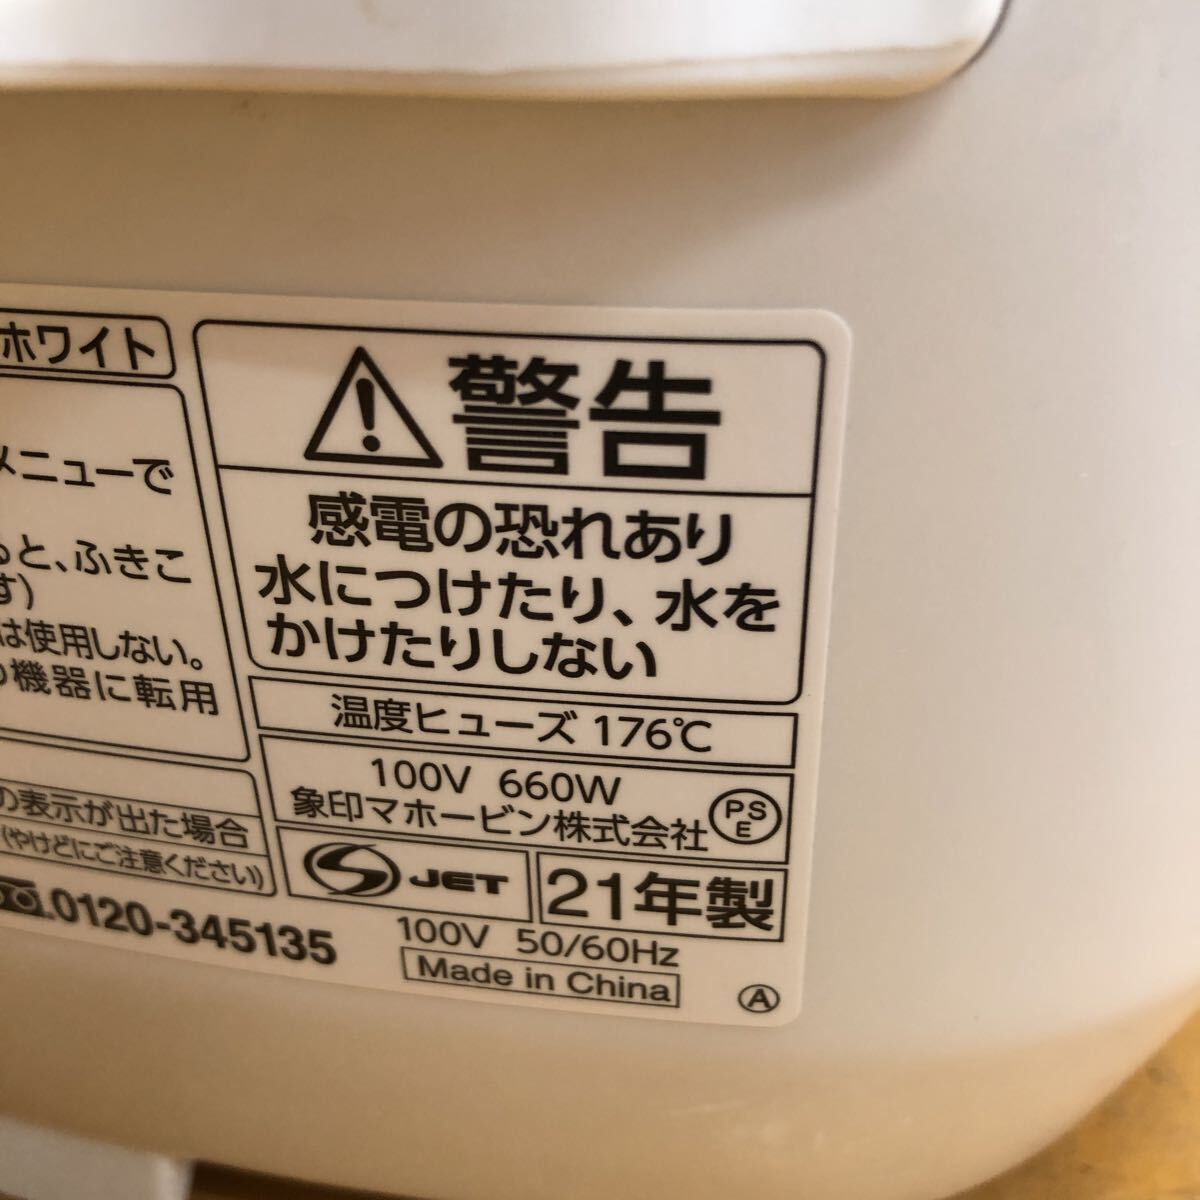 ホワイト
メニューで
ると、ふきこ
す)
は使用しない。
の機器に転用
の表示が出た場合
(やけどにご注意ください)
0120-345135
警告
感電の恐れあり
水につけたり、水を
かけたりしない
温度ヒューズ 176℃
100V 660W
象印マホービン株式会社
PS
E
S JET
21年製
100V 50/60Hz
Made in China
A